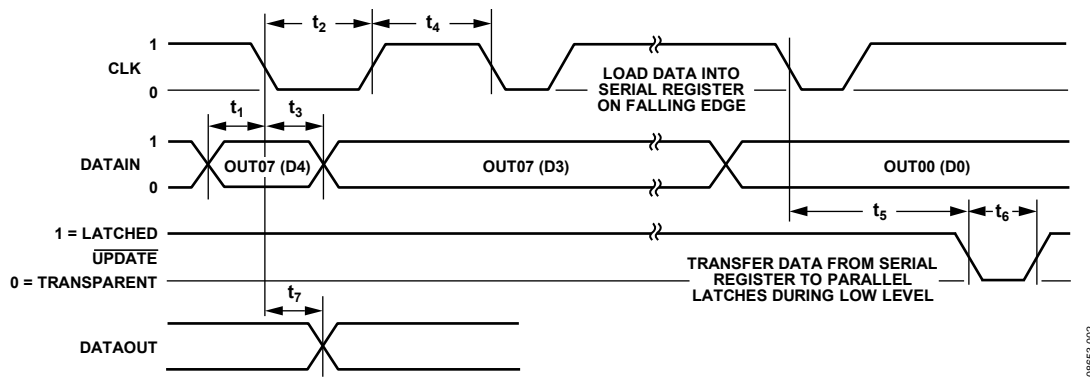 t2
t4
1
CLK
0
LOAD DATA INTO
SERIAL REGISTER
ON FALLING EDGE
t1
t3
1
DATAIN
0
OUT07 (D4)
OUT07 (D3)
OUT00 (D0)
t5
t6
1 = LATCHED
UPDATE
0 = TRANSPARENT
TRANSFER DATA FROM SERIAL
REGISTER TO PARALLEL
LATCHES DURING LOW LEVEL
t7
DATAOUT